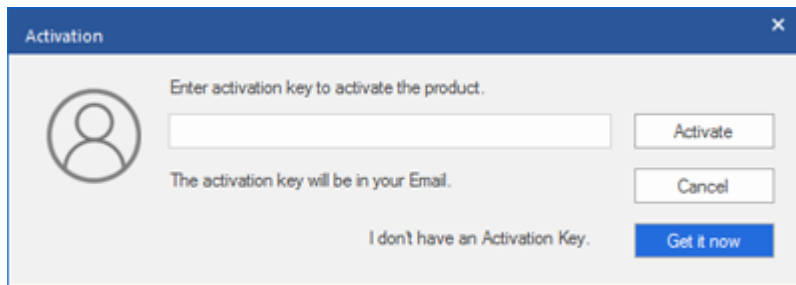 Activation
Enter activation key to activate the product.
Activate
The activation key will be in your Email.
Cancel
I don't have an Activation Key.
Get it now